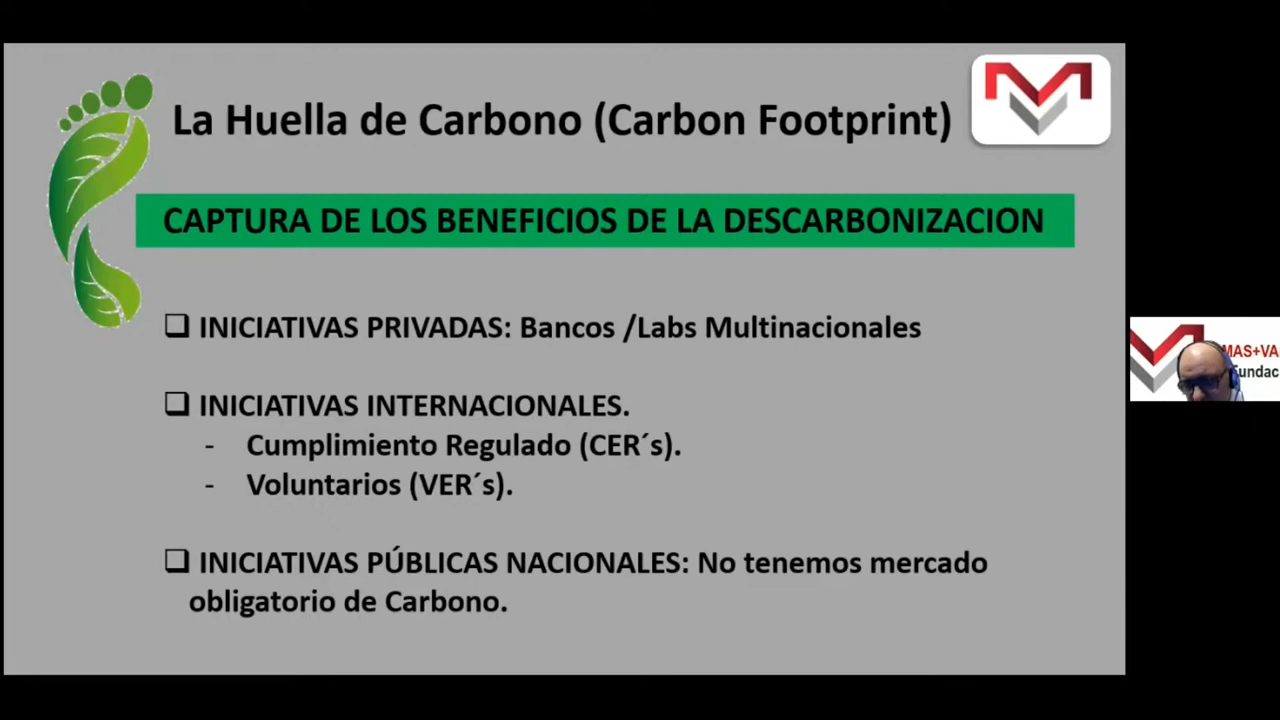 La Huella de Carbono (Carbon Footprint)
CAPTURA DE LOS BENEFICIOS DE LA DESCARBONIZACION
❑ INICIATIVAS PRIVADAS: Bancos /Labs Multinacionales
❑ INICIATIVAS INTERNACIONALES.
- Cumplimiento Regulado (CER´s).
- Voluntarios (VER´s).
❑ INICIATIVAS PÚBLICAS NACIONALES: No tenemos mercado
obligatorio de Carbono.
MAS+VA
Fundac